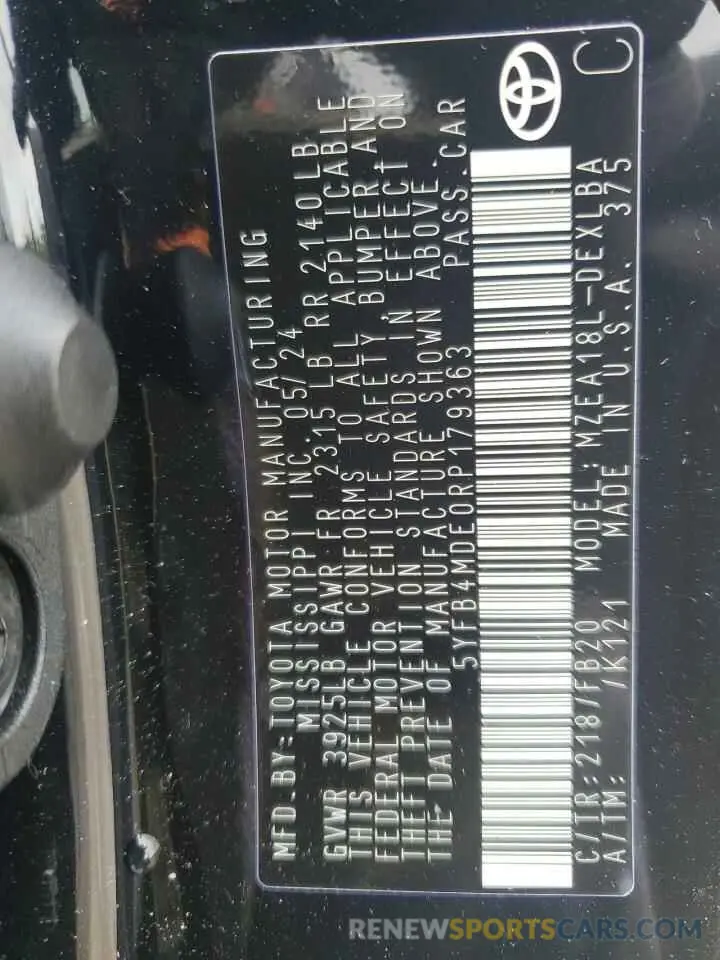 MFD. BY: TOYOTA MOTOR MANUFACTURING
MISSISSIPPI INC. 05/24
GVWR 3925LB GAWR FR 2315 LB RR 2140 LB
THIS VEHICLE CONFORMS TO ALL APPLICABLE
FEDERAL MOTOR VEHICLE SAFETY BUMPER AND
THEFT PREVENTION STANDARDS IN EFFECT ON
THE DATE OF MANUFACTURE SHOWN ABOVE.
5YFB4MDE0RP179363 PASS.CAR
C/TR:218/FB20 MODEL: MZEA18L-DEXLBA
A/TM: /K121 MADE IN U.S.A. 375
C
RENEWSPORTSCARS.COM